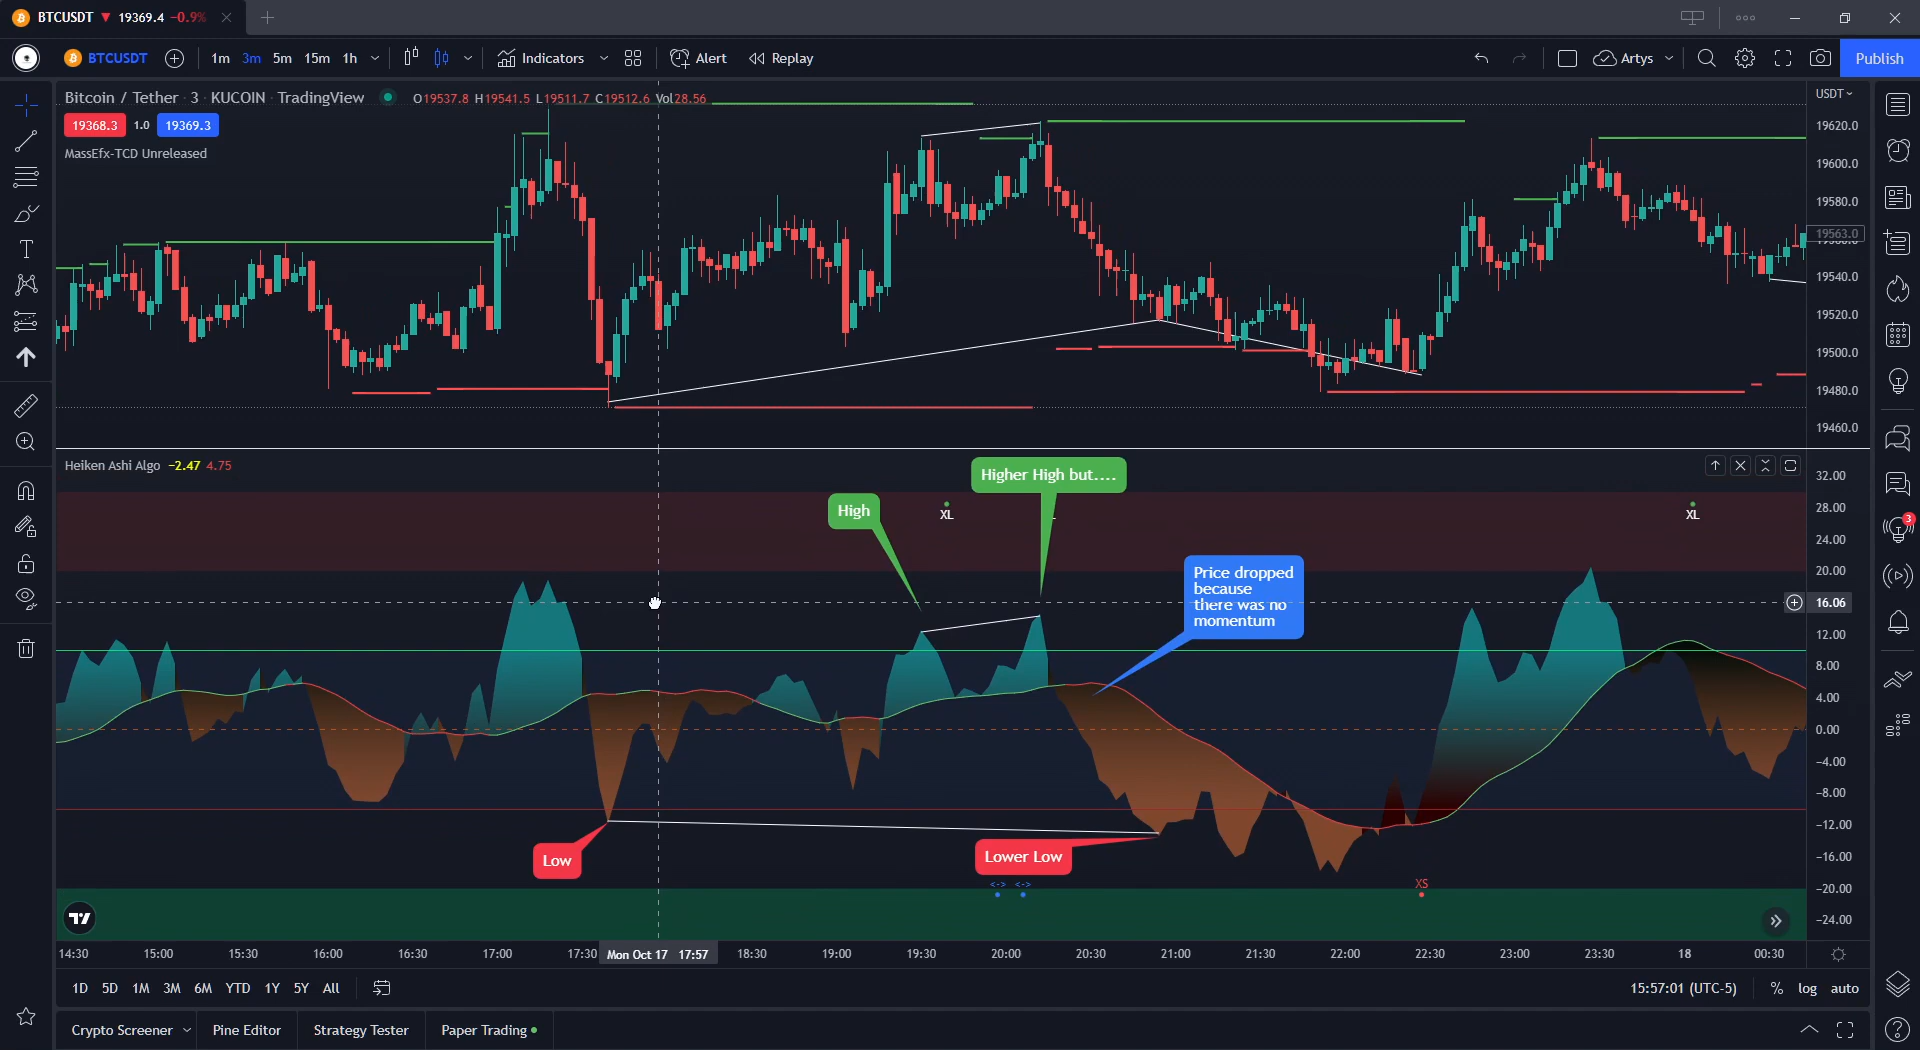 BTCUSDT ▼ 19369.4 −0.9%
BTCUSDT 1m 3m 5m 15m 1h Indicators Alert Replay Artys Publish
Bitcoin / Tether · 3 · KUCOIN · TradingView O19537.8 H19541.5 L19511.7 C19512.6 Vol28.56
USDT
19368.3 1.0 19369.3
MassEfx-TCD Unreleased
19620.0
19600.0
19580.0
19563.0
19540.0
19520.0
19500.0
19480.0
19460.0
Heiken Ashi Algo −2.47 4.75
Higher High but....
High
XL
XL
Price dropped
because
there was no
momentum
32.00
28.00
24.00
20.00
16.06
12.00
8.00
4.00
0.00
−4.00
−8.00
−12.00
−16.00
−20.00
−24.00
Low
Lower Low
<-> <->
XS
3
14:30 15:00 15:30 16:00 16:30 17:00 17:30 Mon Oct 17 17:57 18:30 19:00 19:30 20:00 20:30 21:00 21:30 22:00 22:30 23:00 23:30 18 00:30
1D 5D 1M 3M 6M YTD 1Y 5Y All 15:57:01 (UTC-5) % log auto
Crypto Screener Pine Editor Strategy Tester Paper Trading